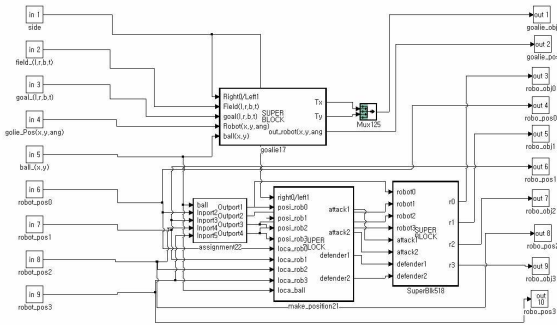 in 1
side
in 2
field_(l,r,b,t)
in 3
goal_(l,r,b,t)
in 4
golie_Pos(x,y,ang)
in 5
ball_(x,y)
in 6
robot_pos0
in 7
robot_pos1
in 8
robot_pos2
in 9
robot_pos3
Right0/Left1
Field(l,r,b,t)
goal(l,r,b,t)
Robot(x,y,ang)
ball(x,y)
SUPER
BLOCK
Tx
Ty
out_robot(x,y,ang
goalie17
Mux125
ball
Inport2
Inport3
Inport4
Inport5
Outport1
Outport2
Outport3
Outport4
assignment22
right0/left1
posi_rob0
posi_rob1
posi_rob2
posi_rob3
loca_rob0
loca_rob1
loca_rob2
loca_rob3
loca_ball
SUPER
BLOCK
attack1
attack2
defender1
defender2
make_position21
robot0
robot1
robot2
robot3
attack1
attack2
defender1
defender2
SUPER
BLOCK
r0
r1
r2
r3
SuperBlk518
out 1
goalie_obj
out 2
goalie_pos
out 3
robo_obj0
out 4
robo_pos0
out 5
robo_obj1
out 6
robo_pos1
out 7
robo_obj2
out 8
robo_pos2
out 9
robo_obj3
out
10
robo_pos3